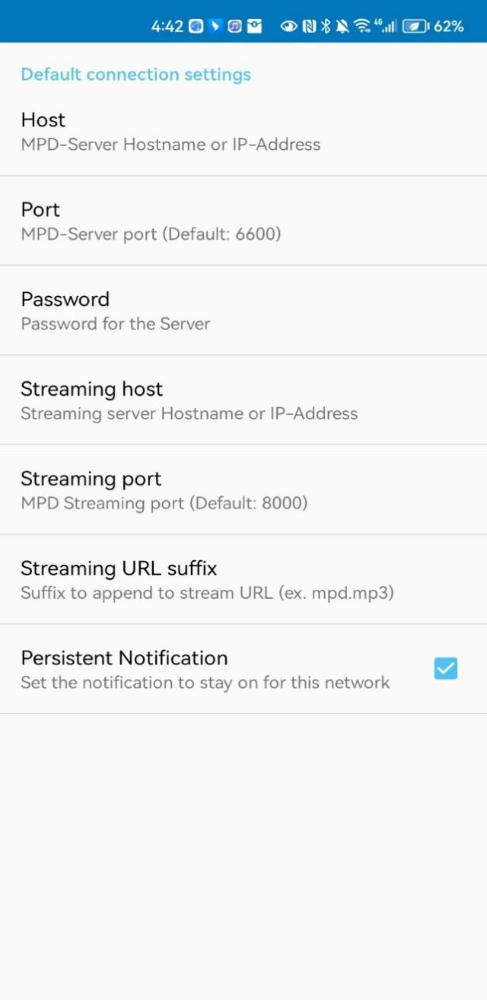 4:42 4G 62%
Default connection settings
Host
MPD-Server Hostname or IP-Address
Port
MPD-Server port (Default: 6600)
Password
Password for the Server
Streaming host
Streaming server Hostname or IP-Address
Streaming port
MPD Streaming port (Default: 8000)
Streaming URL suffix
Suffix to append to stream URL (ex. mpd.mp3)
Persistent Notification
Set the notification to stay on for this network